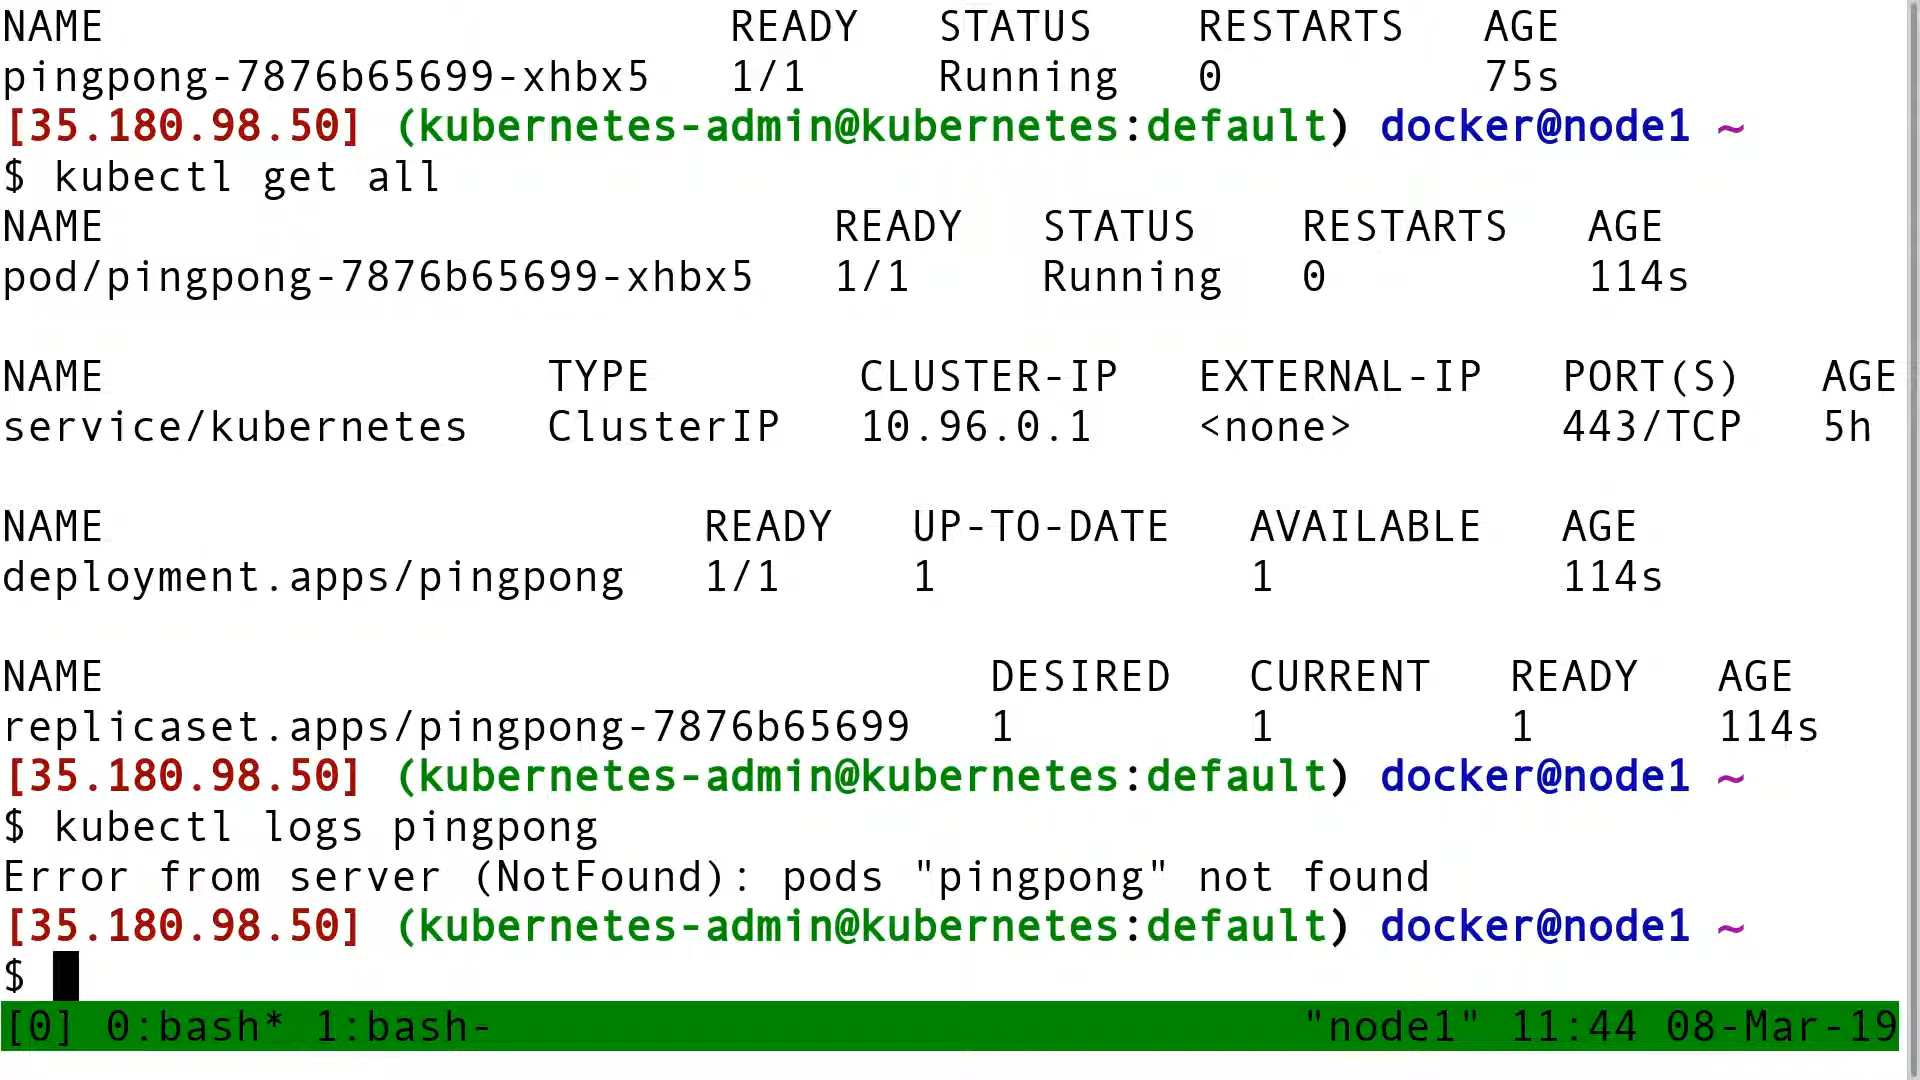 NAME READY STATUS RESTARTS AGE
pingpong-7876b65699-xhbx5 1/1 Running 0 75s
[35.180.98.50] (kubernetes-admin@kubernetes:default) docker@node1 ~
$ kubectl get all
NAME READY STATUS RESTARTS AGE
pod/pingpong-7876b65699-xhbx5 1/1 Running 0 114s
NAME TYPE CLUSTER-IP EXTERNAL-IP PORT(S) AGE
service/kubernetes ClusterIP 10.96.0.1 <none> 443/TCP 5h
NAME READY UP-TO-DATE AVAILABLE AGE
deployment.apps/pingpong 1/1 1 1 114s
NAME DESIRED CURRENT READY AGE
replicaset.apps/pingpong-7876b65699 1 1 1 114s
[35.180.98.50] (kubernetes-admin@kubernetes:default) docker@node1 ~
$ kubectl logs pingpong
Error from server (NotFound): pods "pingpong" not found
[35.180.98.50] (kubernetes-admin@kubernetes:default) docker@node1 ~
$
[0] 0:bash* 1:bash- "node1" 11:44 08-Mar-19